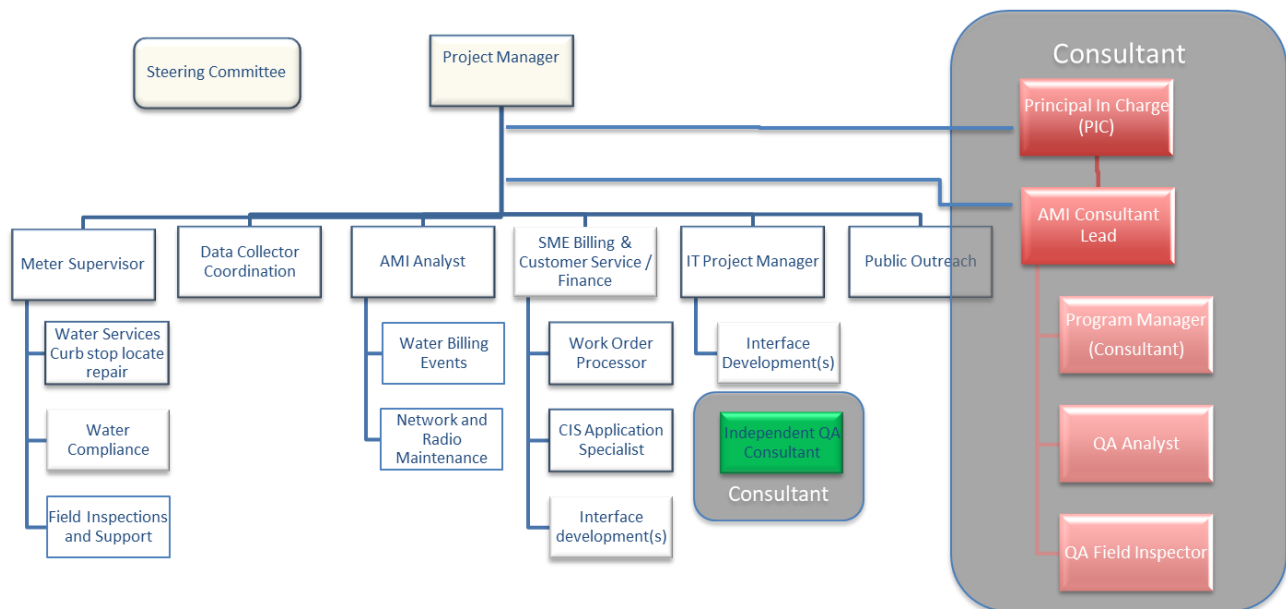 Steering Committee
Project Manager
Consultant
Principal In Charge
(PIC)
AMI Consultant
Lead
Meter Supervisor
Data Collector
Coordination
AMI Analyst
SME Billing &
Customer Service /
Finance
IT Project Manager
Public Outreach
Water Services
Curb stop locate
repair
Water Billing
Events
Work Order
Processor
Interface
Development(s)
Program Manager
(Consultant)
Water
Compliance
Network and
Radio
Maintenance
CIS Application
Specialist
Independent QA
Consultant
Consultant
QA Analyst
Field Inspections
and Support
Interface
development(s)
QA Field Inspector